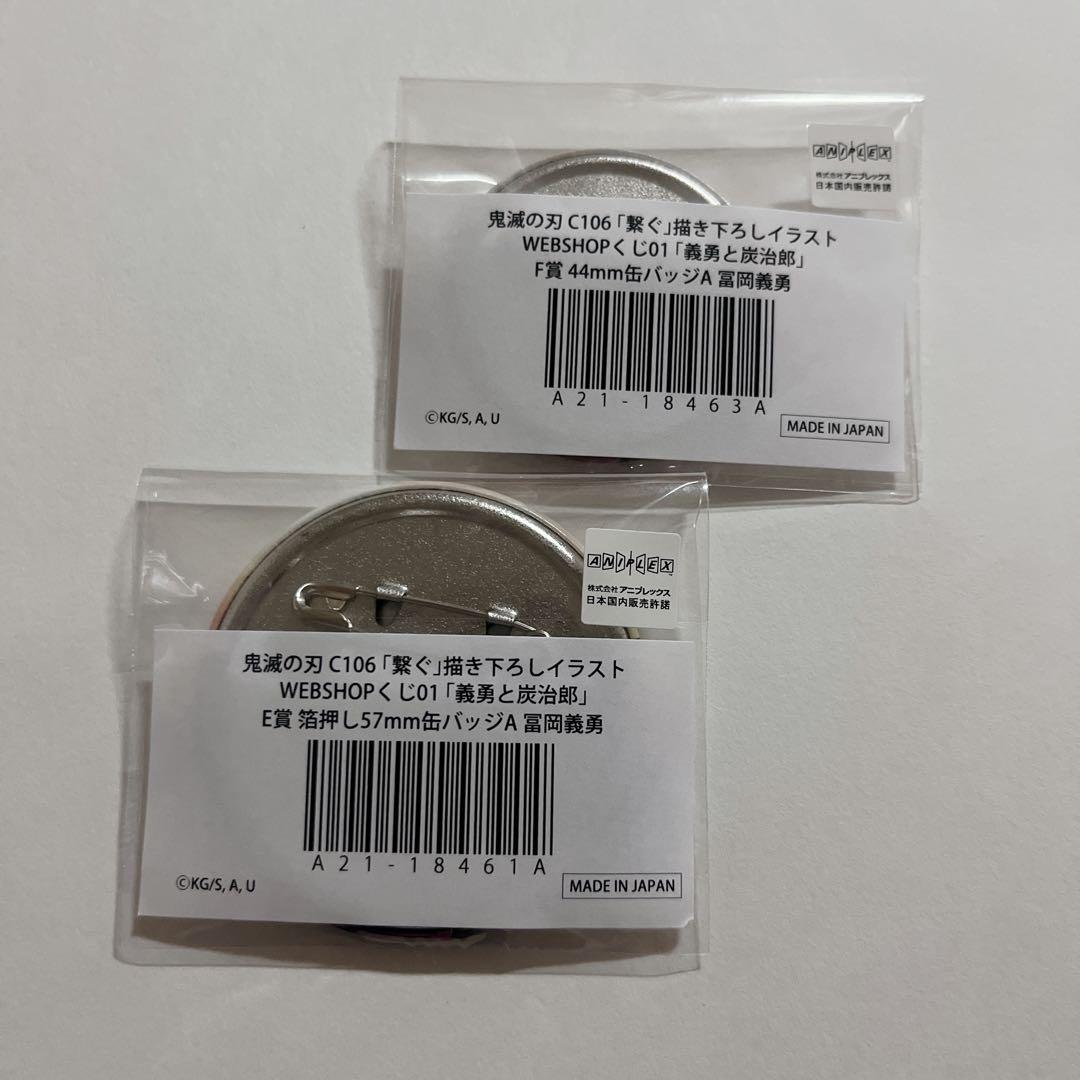 ANIPLEX
株式会社アニプレックス
日本国内販売許諾
鬼滅の刃 C106「繋ぐ」描き下ろしイラスト
WEBSHOPくじ01「義勇と炭治郎」
F賞 44mm缶バッジA 冨岡義勇
A21-18463A
©KG/S, A, U
MADE IN JAPAN
ANIPLEX
株式会社アニプレックス
日本国内販売許諾
鬼滅の刃 C106「繋ぐ」描き下ろしイラスト
WEBSHOPくじ01「義勇と炭治郎」
E賞 箔押し57mm缶バッジA 冨岡義勇
A21-18461A
©KG/S, A, U
MADE IN JAPAN